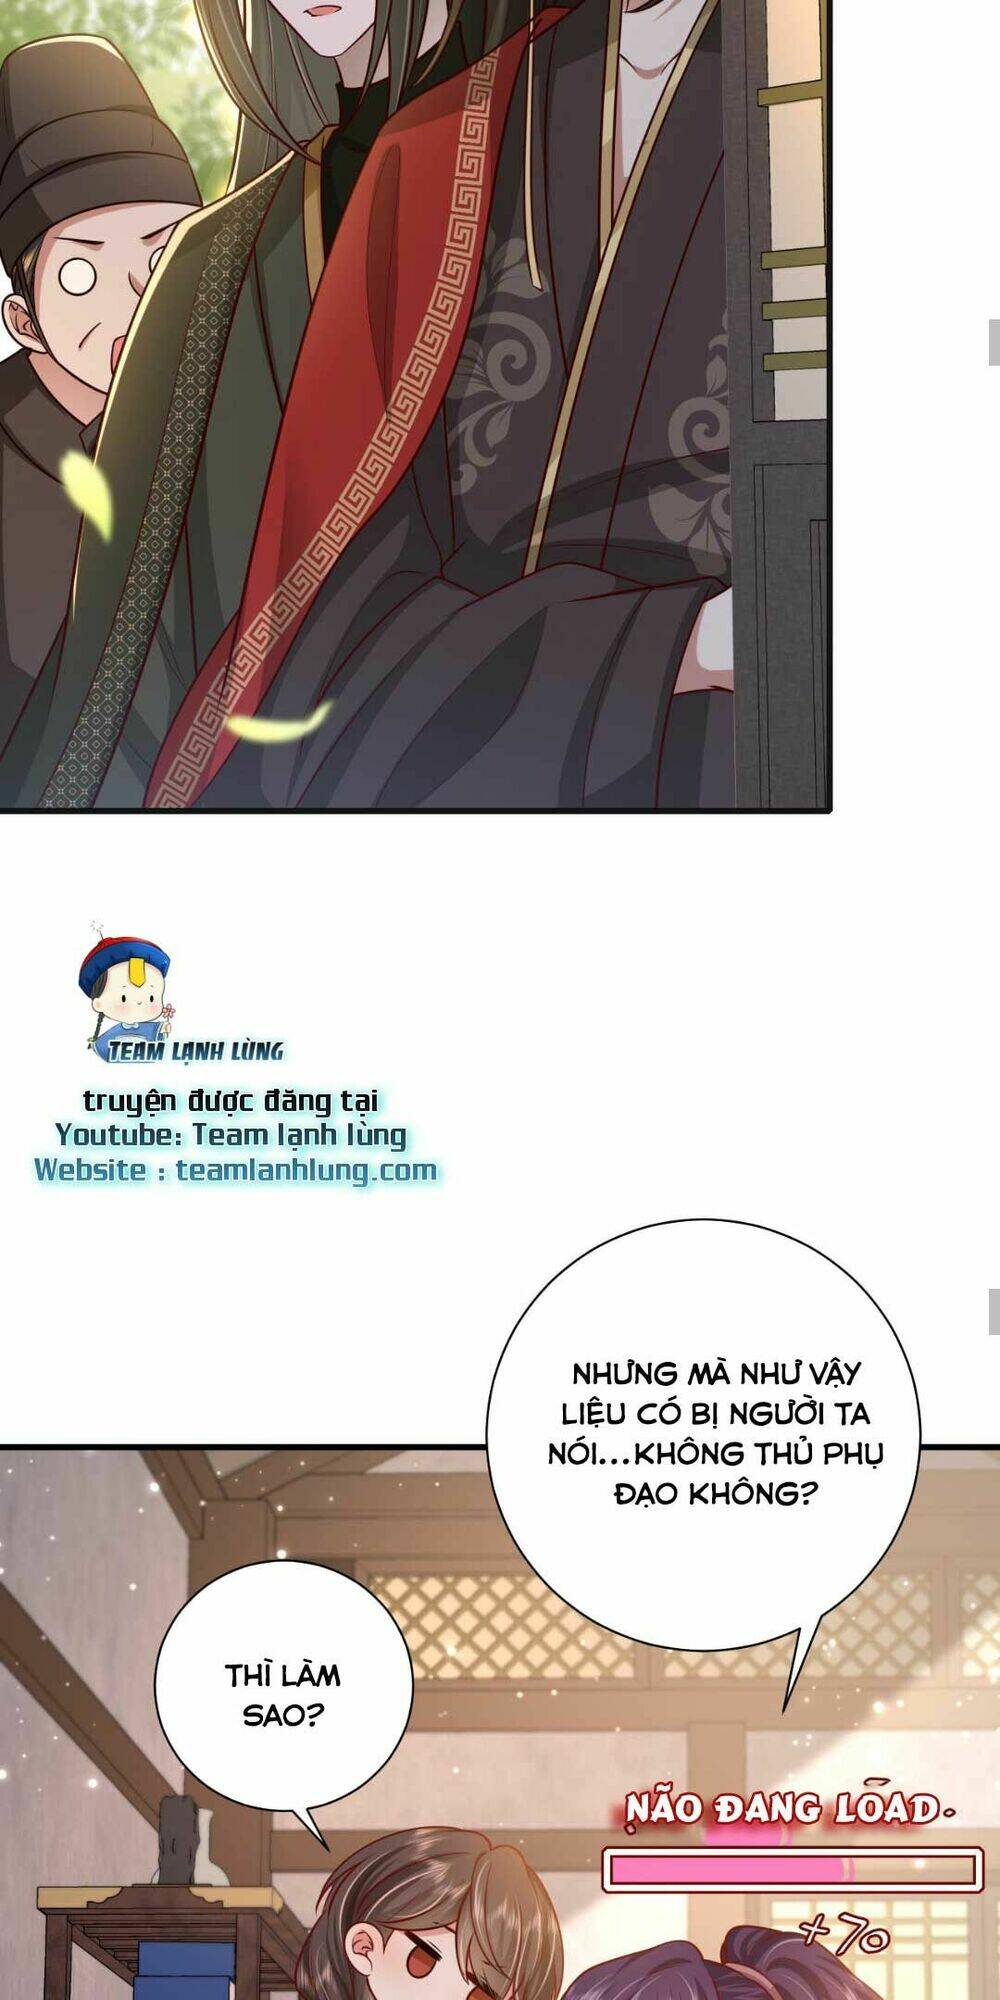 TEAM LẠNH LÙNG
truyện được đăng tại
Youtube: Team lạnh lùng
Website : teamlanhlung.com
NHƯNG MÀ NHƯ VẬY
LIỆU CÓ BỊ NGƯỜI TA
NÓI...KHÔNG THỦ PHỤ
ĐẠO KHÔNG?
THÌ LÀM
SAO?
NÃO ĐANG LOAD
+70